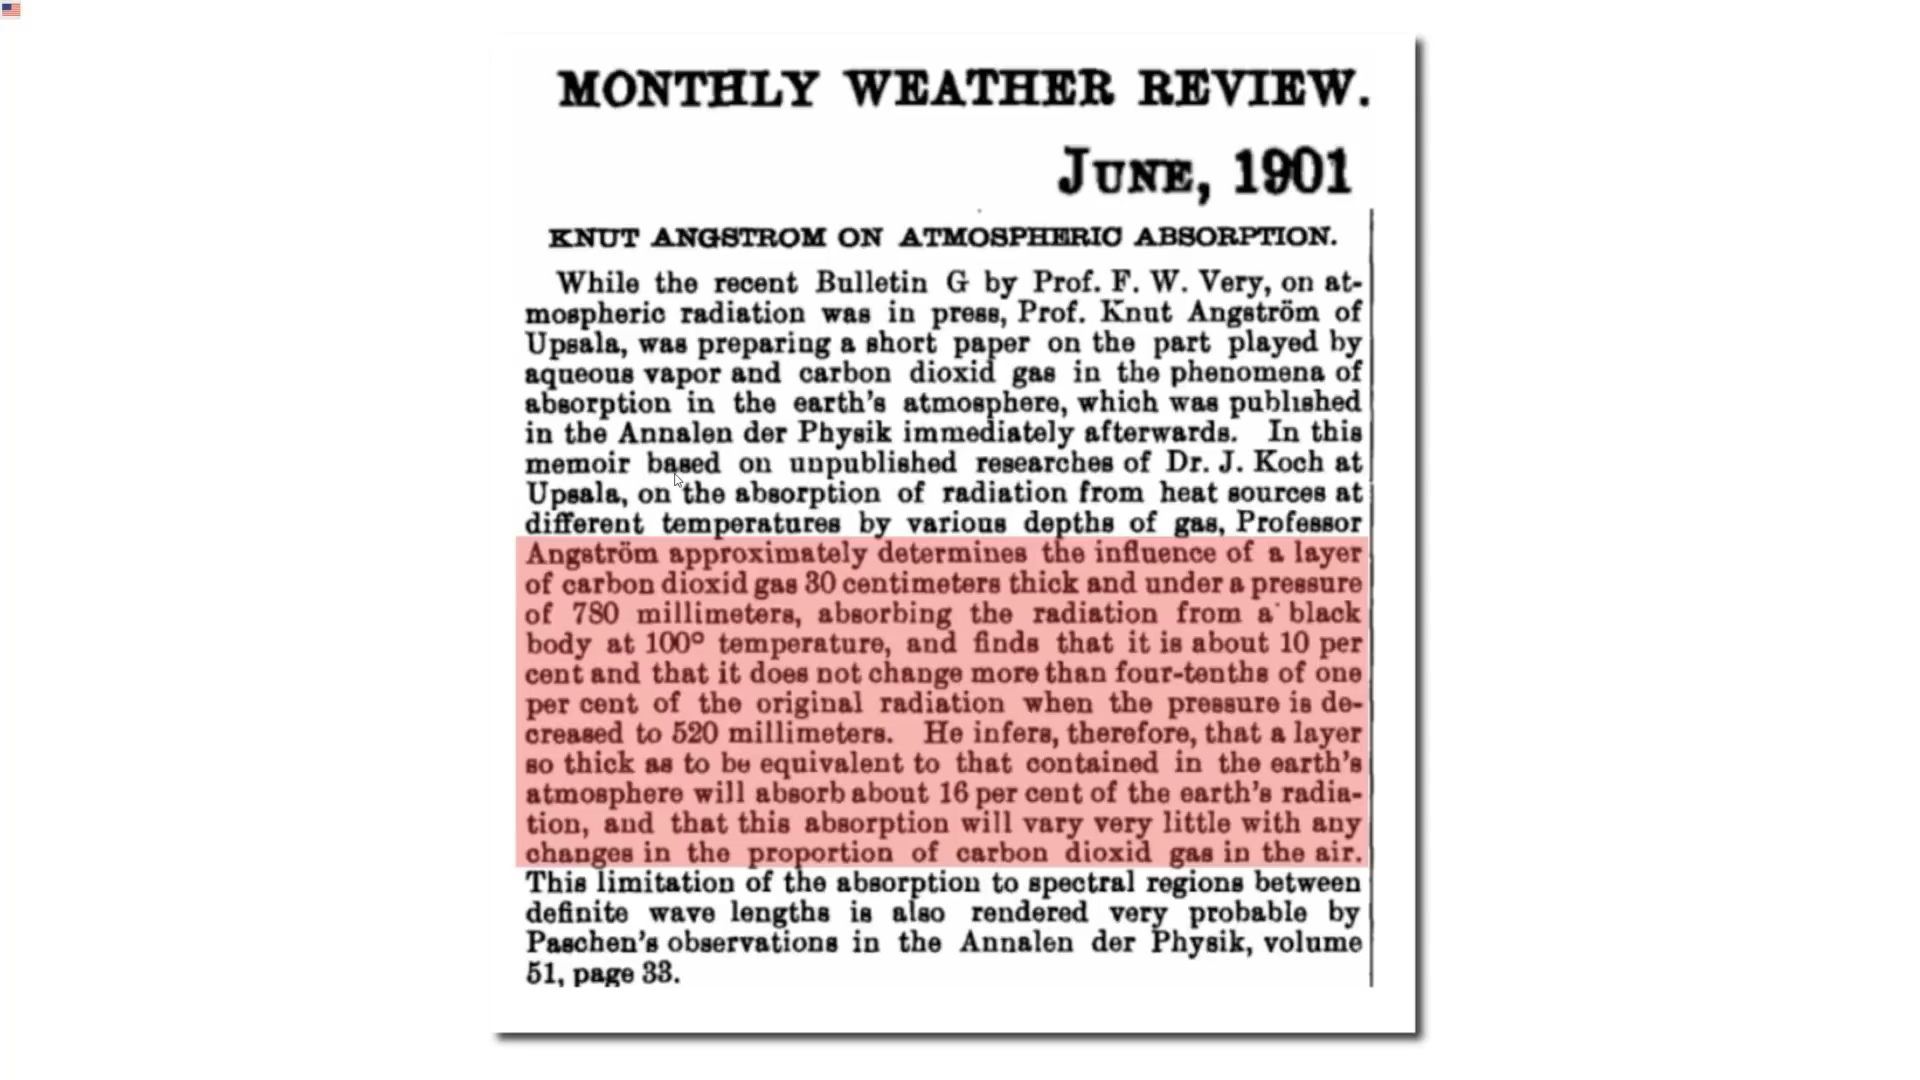 MONTHLY WEATHER REVIEW.
JUNE, 1901
KNUT ANGSTROM ON ATMOSPHERIC ABSORPTION.
While the recent Bulletin G by Prof. F. W. Very, on at-
mospheric radiation was in press, Prof. Knut Angström of
Upsala, was preparing a short paper on the part played by
aqueous vapor and carbon dioxid gas in the phenomena of
absorption in the earth's atmosphere, which was published
in the Annalen der Physik immediately afterwards. In this
memoir based on unpublished researches of Dr. J. Koch at
Upsala, on the absorption of radiation from heat sources at
different temperatures by various depths of gas, Professor
Angström approximately determines the influence of a layer
of carbon dioxid gas 30 centimeters thick and under a pressure
of 780 millimeters, absorbing the radiation from a black
body at 100° temperature, and finds that it is about 10 per
cent and that it does not change more than four-tenths of one
per cent of the original radiation when the pressure is de-
creased to 520 millimeters. He infers, therefore, that a layer
so thick as to be equivalent to that contained in the earth's
atmosphere will absorb about 16 per cent of the earth's radia-
tion, and that this absorption will vary very little with any
changes in the proportion of carbon dioxid gas in the air.
This limitation of the absorption to spectral regions between
definite wave lengths is also rendered very probable by
Paschen's observations in the Annalen der Physik, volume
51, page 33.